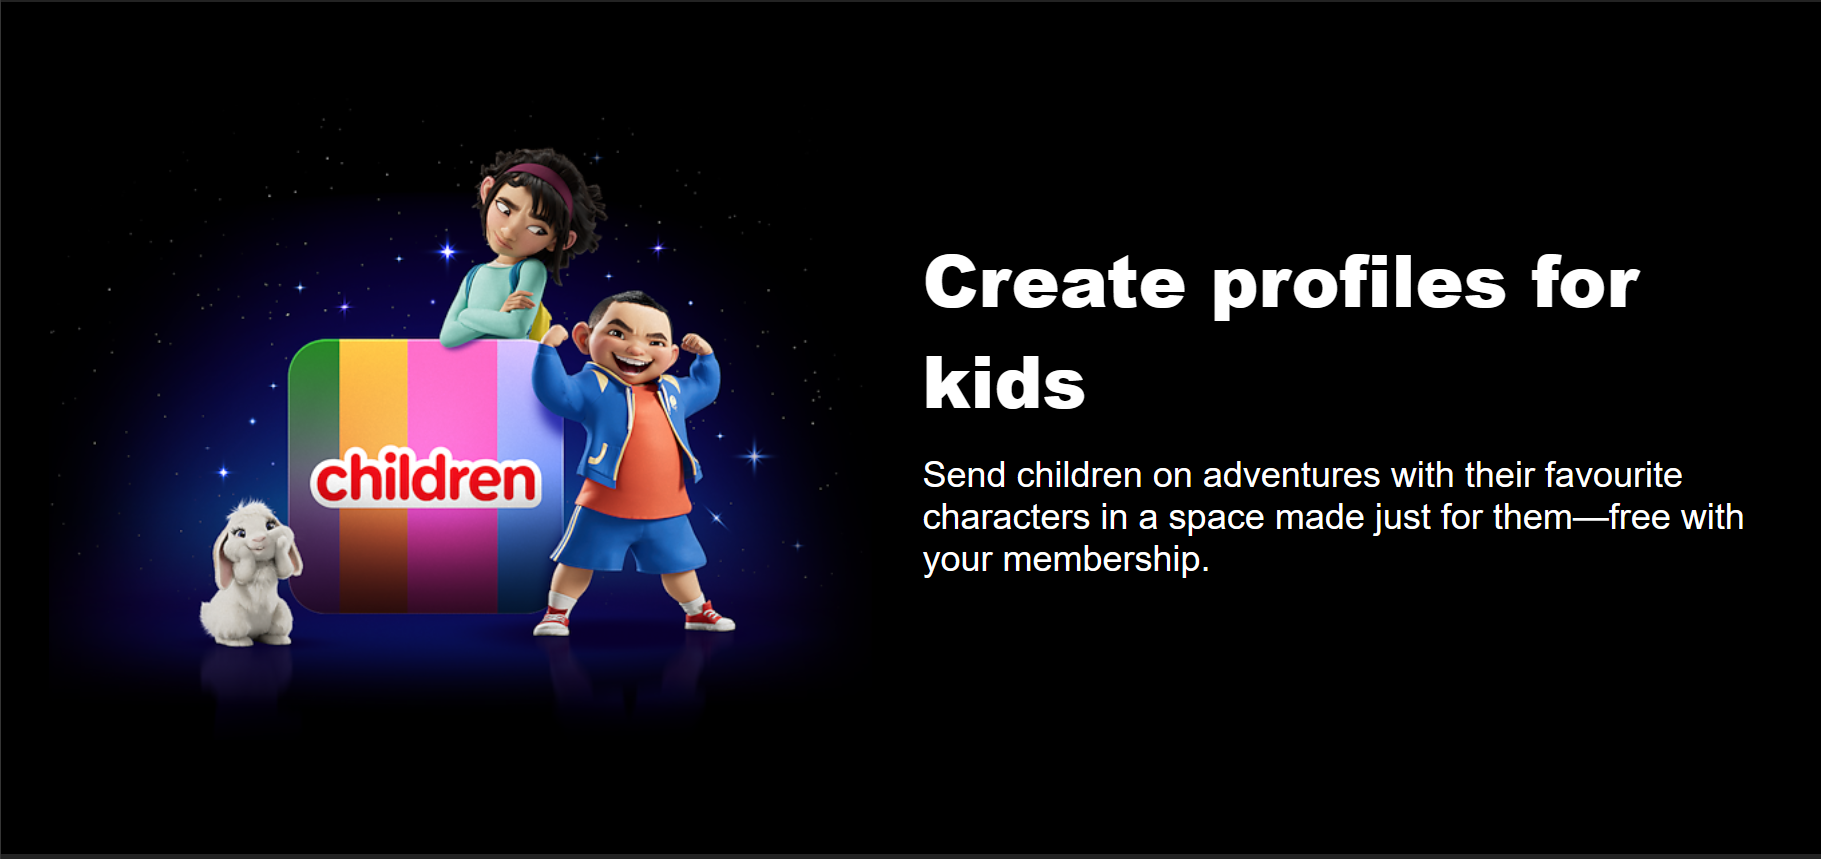 children
Create profiles for
kids
Send children on adventures with their favourite
characters in a space made just for them—free with
your membership.